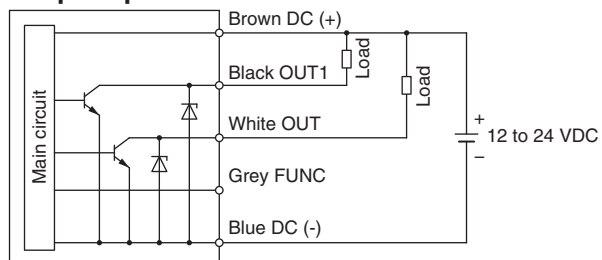 Brown DC (+)
Load
Black OUT1
Load
Main circuit
White OUT
+
12 to 24 VDC
–
Grey FUNC
Blue DC (-)